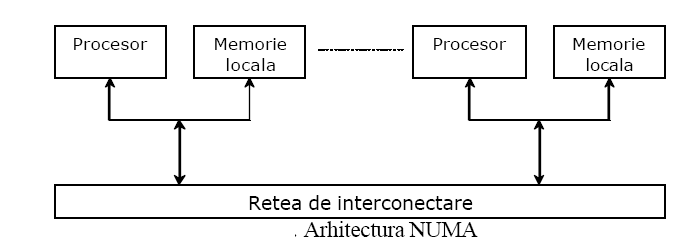 Procesor
Memorie
locala
Procesor
Memorie
locala
Retea de interconectare
. Arhitectura NUMA